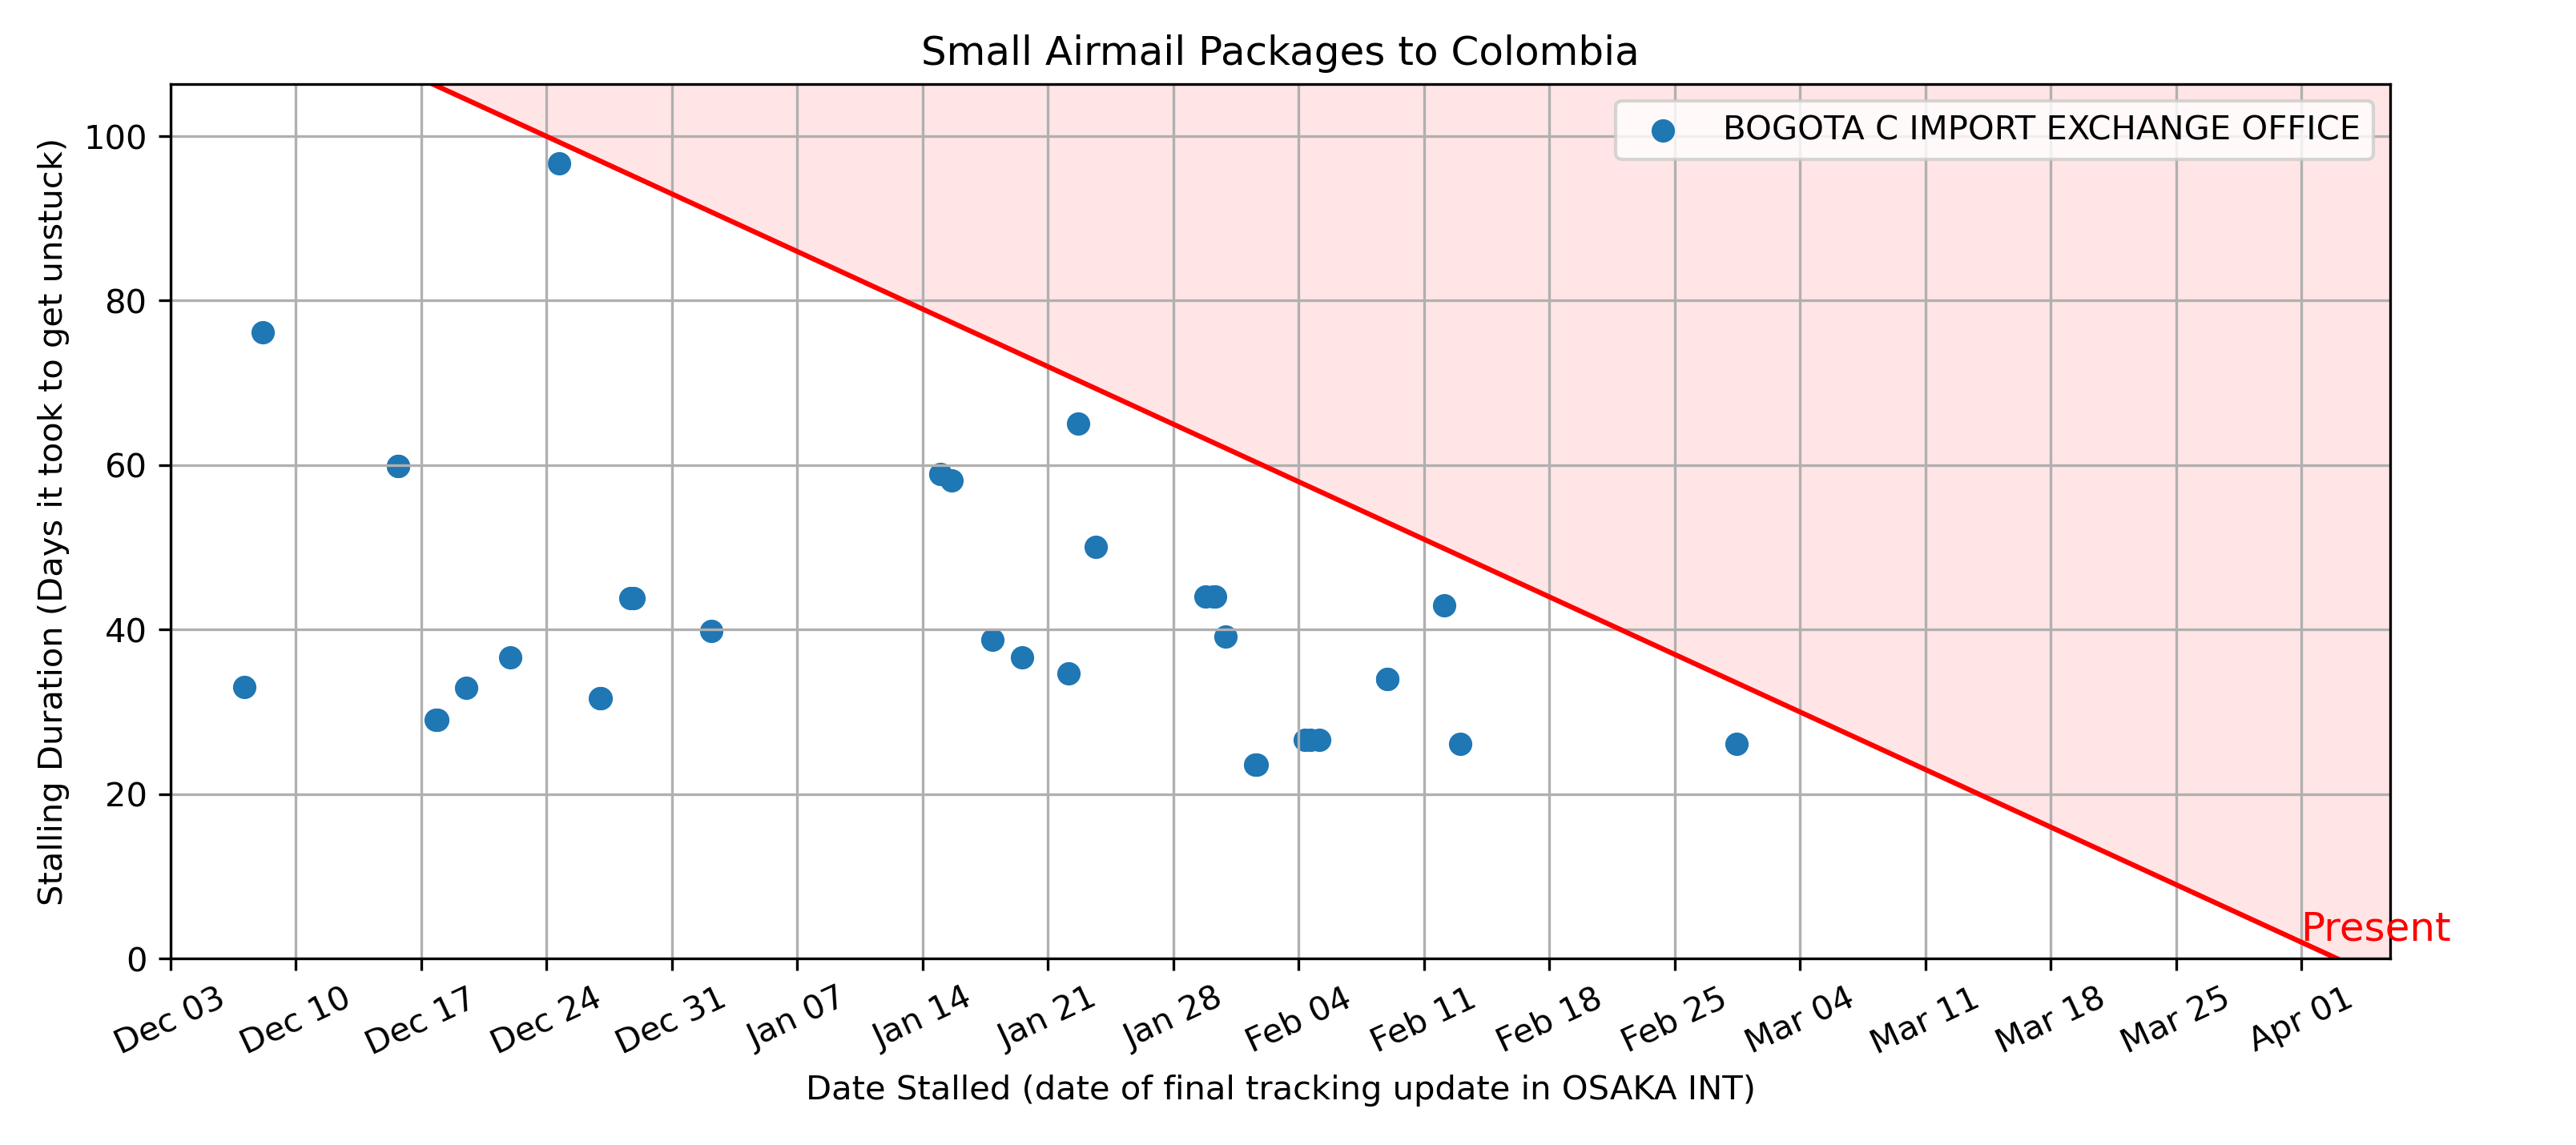 Small Airmail Packages to Colombia
BOGOTA C IMPORT EXCHANGE OFFICE
Stalling Duration (Days it took to get unstuck)
100
80
60
40
20
0
Present
Dec 03 Dec 10 Dec 17 Dec 24 Dec 31 Jan 07 Jan 14 Jan 21 Jan 28 Feb 04 Feb 11 Feb 18 Feb 25 Mar 04 Mar 11 Mar 18 Mar 25 Apr 01
Date Stalled (date of final tracking update in OSAKA INT)